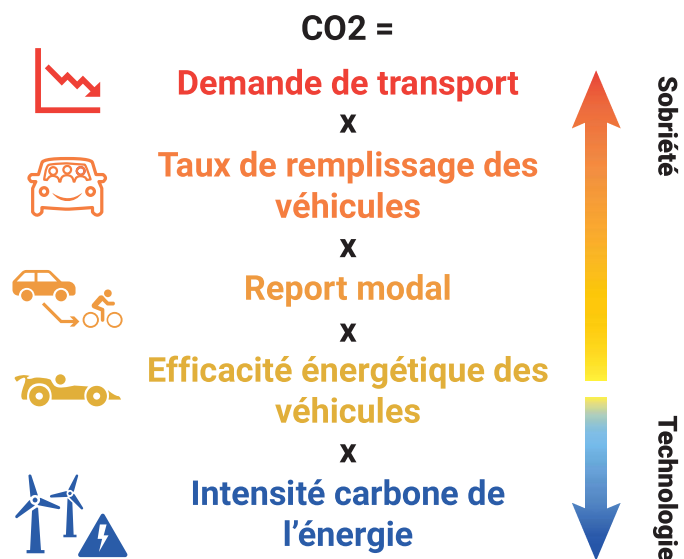 CO2 =
Demande de transport
x
Taux de remplissage des
véhicules
x
Report modal
x
Efficacité énergétique des
véhicules
x
Intensité carbone de
l’énergie
Sobriété
Technologie